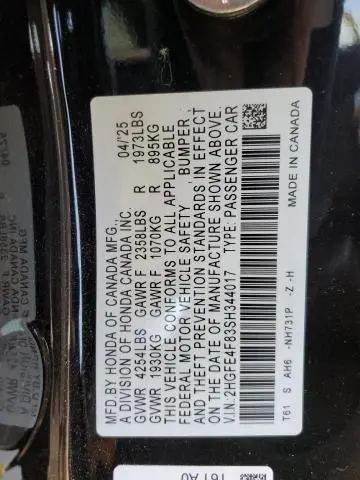 MFD.BY HONDA OF CANADA MFG.
A DIVISION OF HONDA CANADA INC. 04/'25
GVWR 4254LBS GAWR F 2358LBS R 1973LBS
GVWR 1930KG GAWR F 1070KG R 895KG
THIS VEHICLE CONFORMS TO ALL APPLICABLE
FEDERAL MOTOR VEHICLE SAFETY, BUMPER,
AND THEFT PREVENTION STANDARDS IN EFFECT
ON THE DATE OF MANUFACTURE SHOWN ABOVE.
V.I.N.:2HGFE4F83SH344017 TYPE:PASSENGER CAR
T61 S AH6 -NH731P -Z -H MADE IN CANADA
T61 A0